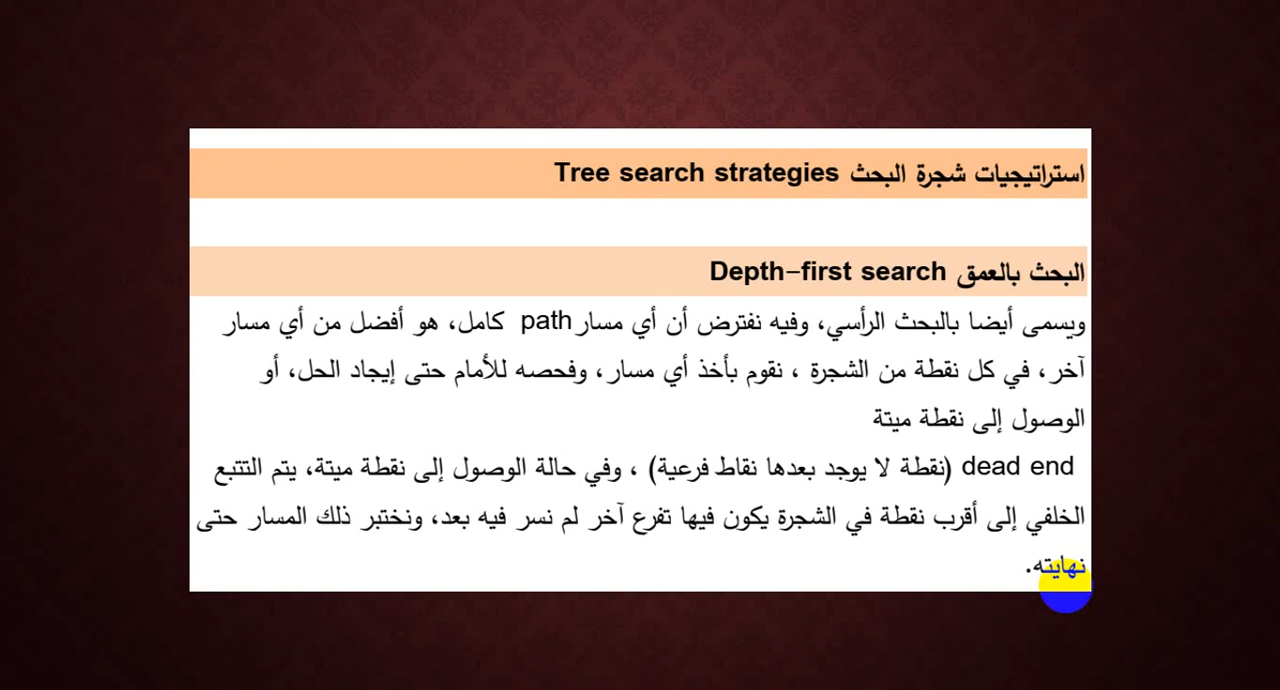 استراتيجيات شجرة البحث Tree search strategies
البحث بالعمق Depth-first search
ويسمى أيضا بالبحث الرأسي، وفيه نفترض أن أي مسار path كامل، هو أفضل من أي مسار
آخر، في كل نقطة من الشجرة ، نقوم بأخذ أي مسار، وفحصه للأمام حتى إيجاد الحل، أو
الوصول إلى نقطة ميتة
dead end (نقطة لا يوجد بعدها نقاط فرعية) ، وفي حالة الوصول إلى نقطة ميتة، يتم التتبع
الخلفي إلى أقرب نقطة في الشجرة يكون فيها تفرع آخر لم نسر فيه بعد، ونختبر ذلك المسار حتى
نهايته.